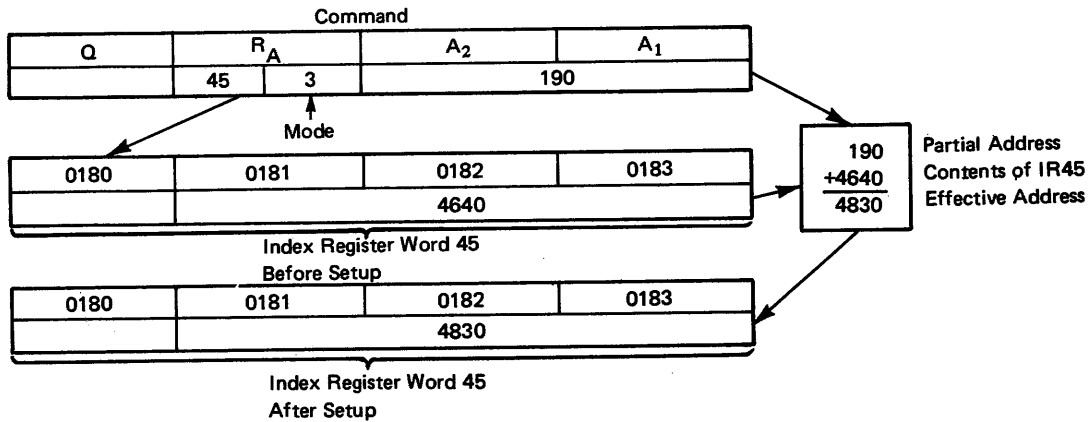 Command
Q RA A2 A1
45 3 190
Mode
0180 0181 0182 0183
4640
Index Register Word 45
Before Setup
190
+4640
4830
Partial Address
Contents of IR45
Effective Address
0180 0181 0182 0183
4830
Index Register Word 45
After Setup